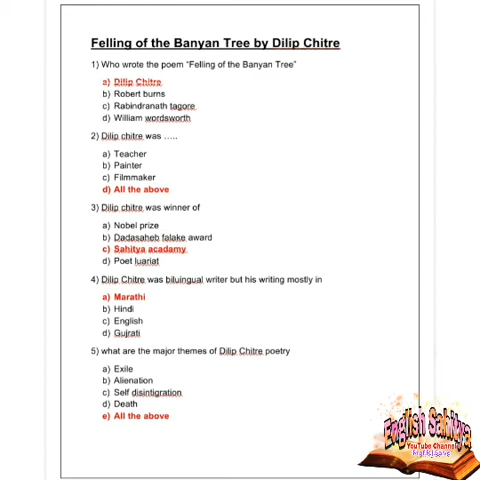 Felling of the Banyan Tree by Dilip Chitre
1) Who wrote the poem “Felling of the Banyan Tree”
a) Dilip Chitre
b) Robert burns
c) Rabindranath tagore
d) William wordsworth
2) Dilip chitre was …..
a) Teacher
b) Painter
c) Filmmaker
d) All the above
3) Dilip chitre was winner of
a) Nobel prize
b) Dadasaheb falake award
c) Sahitya acadamy
d) Poet luariat
4) Dilip Chitre was biluingual writer but his writing mostly in
a) Marathi
b) Hindi
c) English
d) Gujrati
5) what are the major themes of Dilip Chitre poetry
a) Exile
b) Alienation
c) Self disintigration
d) Death
e) All the above
English Sahitya
YouTube Channel